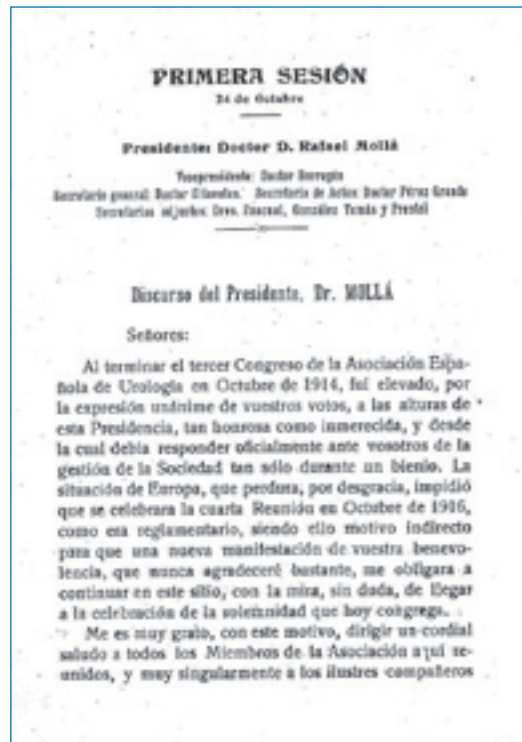 PRIMERA SESIÓN
24 de Octubre
Presidente: Doctor D. Rafael Mollá
Vicepresidente: Doctor
Secretario general: Doctor Secretario de Actas: Doctor Pérez Grande
Secretarios adjuntos: Dres. Pascual, González Tomás y
Discurso del Presidente, Dr. MOLLÁ
Señores:
Al terminar el tercer Congreso de la Asociación Espa-
ñola de Urología en Octubre de 1914, fuí elevado, por
la expresión unánime de vuestros votos, a las alturas de
esta Presidencia, tan honrosa como inmerecida, y desde
la cual debía responder oficialmente ante vosotros de la
gestión de la Sociedad tan sólo durante un bienio. La
situación de Europa, que perdura, por desgracia, impidió
que se celebrara la cuarta Reunión en Octubre de 1916,
como era reglamentario, siendo ello motivo indirecto
para que una nueva manifestación de vuestra benevo-
lencia, que nunca agradeceré bastante, me obligara a
continuar en este sitio, con la mira, sin duda, de llegar
a la celebración de la solemnidad que hoy congrega.
Me es muy grato, con este motivo, dirigir un cordial
saludo a todos los Miembros de la Asociación aquí re-
unidos, y muy singularmente a los ilustres compañeros